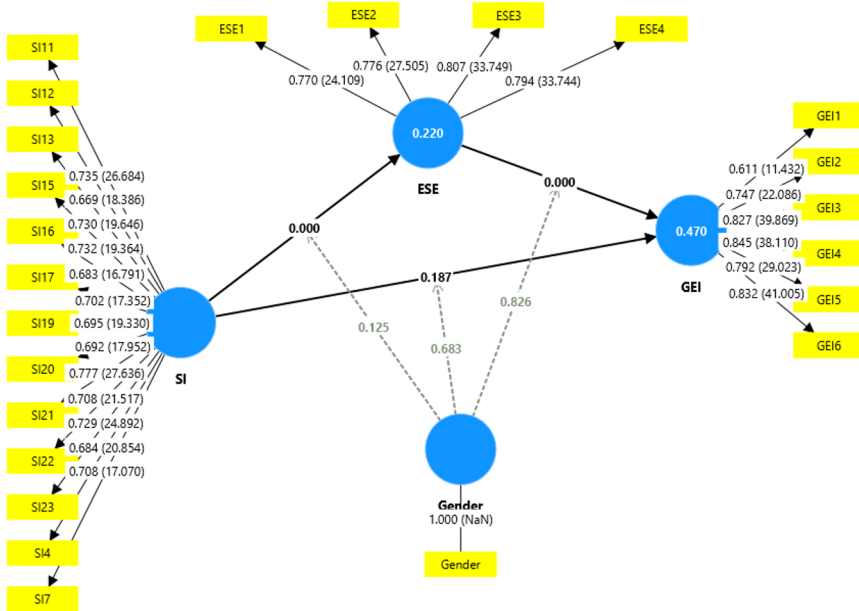 ESE1
ESE2
ESE3
ESE4
0.770 (24.109)
0.776 (27.505)
0.807 (33.749)
0.794 (33.744)
0.220
ESE
SI11
SI12
SI13
SI15
SI16
SI17
SI19
SI20
SI21
SI22
SI23
SI4
SI7
0.735 (26.684)
0.669 (18.386)
0.730 (19.646)
0.732 (19.364)
0.683 (16.791)
0.702 (17.352)
0.695 (19.330)
0.692 (17.952)
0.777 (27.636)
0.708 (21.517)
0.729 (24.892)
0.684 (20.854)
0.708 (17.070)
SI
0.000
0.000
0.187
0.125
0.683
0.826
0.470
GEI
0.611 (11.432)
0.747 (22.086)
0.827 (39.869)
0.845 (38.110)
0.792 (29.023)
0.832 (41.005)
GEI1
GEI2
GEI3
GEI4
GEI5
GEI6
Gender
1.000 (NaN)
Gender